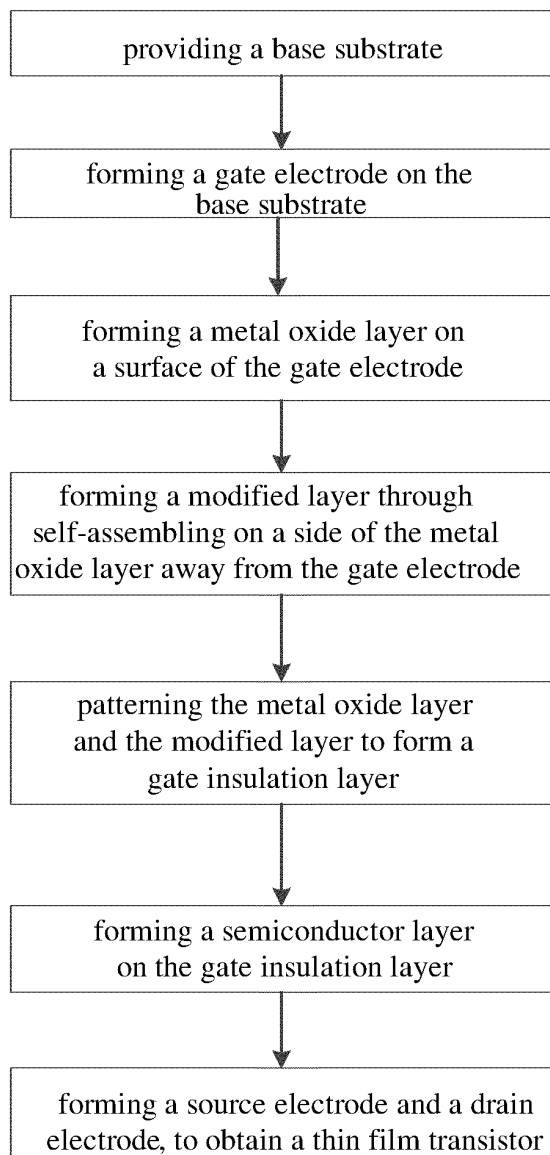 providing a base substrate
forming a gate electrode on the
base substrate
forming a metal oxide layer on
a surface of the gate electrode
forming a modified layer through
self-assembling on a side of the metal
oxide layer away from the gate electrode
patterning the metal oxide layer
and the modified layer to form a
gate insulation layer
forming a semiconductor layer
on the gate insulation layer
forming a source electrode and a drain
electrode, to obtain a thin film transistor